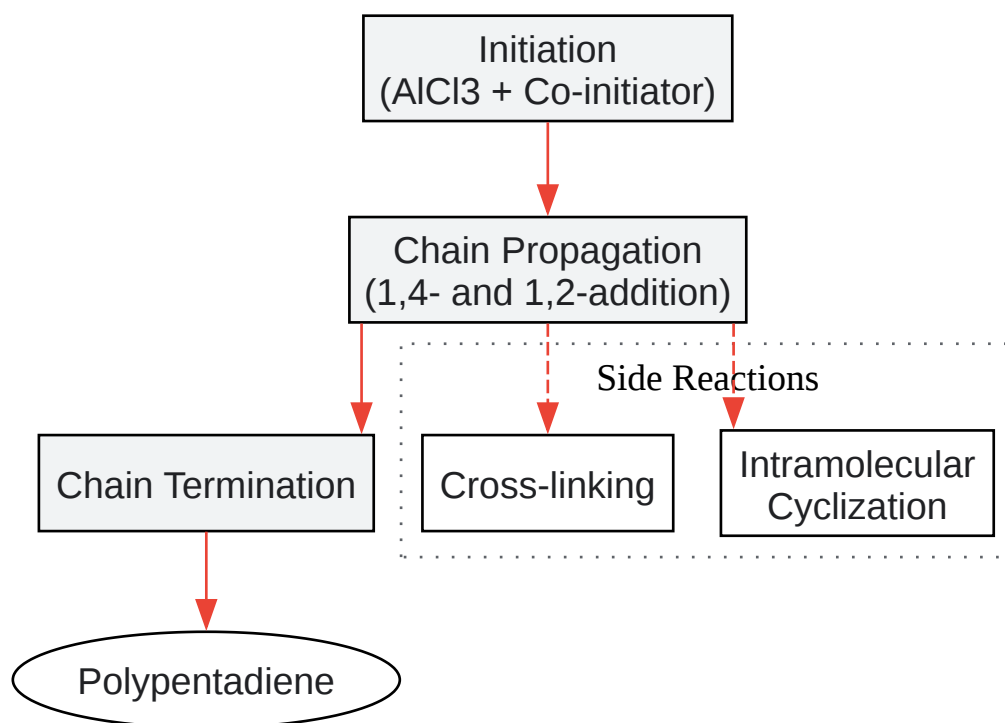 Initiation
(AlCl3 + Co-initiator)
Chain Propagation
(1,4- and 1,2-addition)
Side Reactions
Chain Termination
Cross-linking
Intramolecular
Cyclization
Polypentadiene